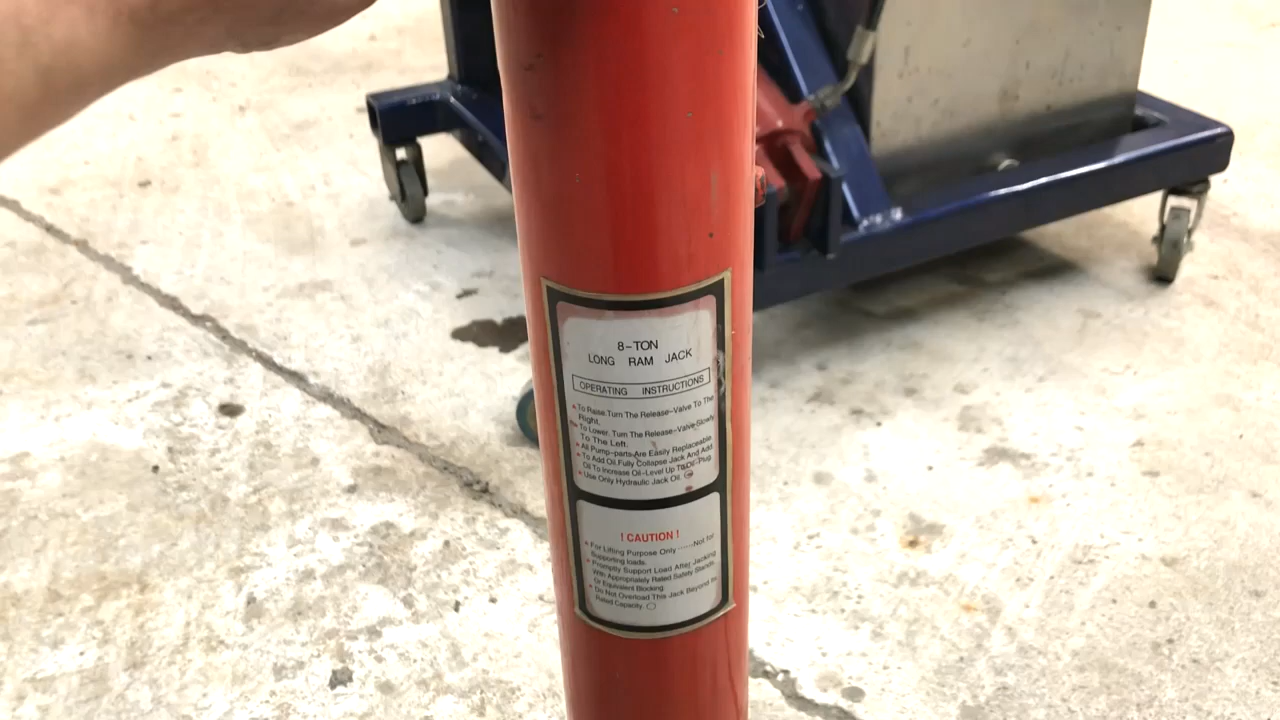 8-TON
LONG RAM JACK
OPERATING INSTRUCTIONS
To Raise.Turn The Release-Valve To The
Right.
To Lower. Turn The Release-Valve Slowly
To The Left.
All Pump-parts Are Easily Replaceable.
To Add Oil.Fully Collapse Jack And Add
Oil To Increase Oil-Level Up To Oil-Plug.
Use Only Hydraulic Jack Oil.
! CAUTION !
For Lifting Purpose Only ······Not for
Supporting loads.
Promptly Support Load After Jacking
With Appropriately Rated Safety Stands
Or Equivalent Blocking.
Do Not Overload This Jack Beyond Its
Rated Capacity.